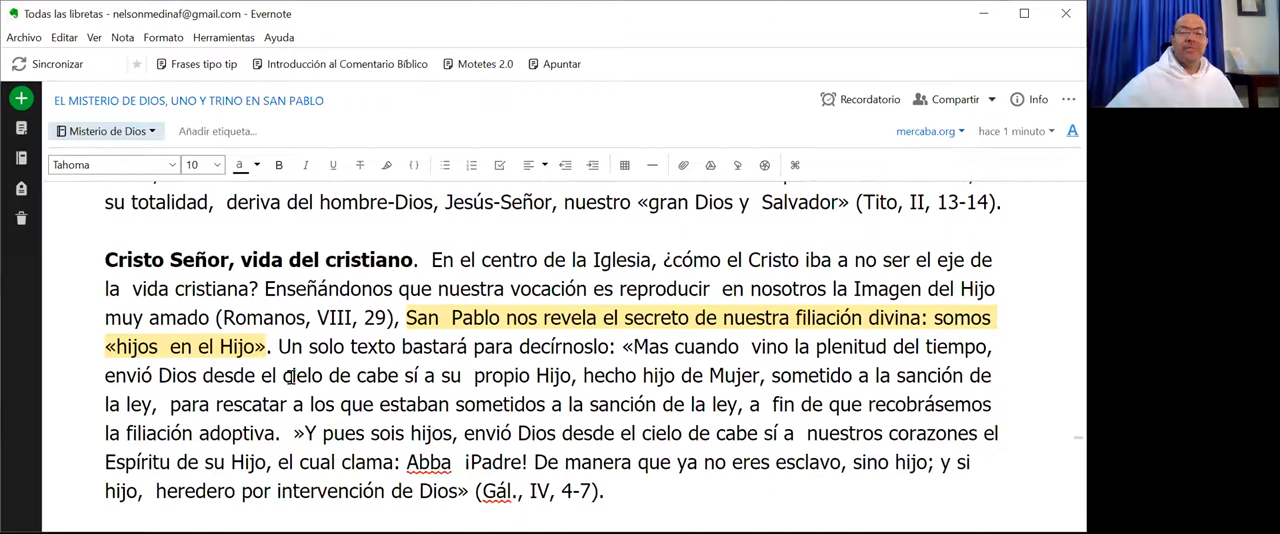 Todas las libretas - nelsonmedinaf@gmail.com - Evernote
Archivo Editar Ver Nota Formato Herramientas Ayuda
Sincronizar Frases tipo tip Introducción al Comentario Bíblico Motetes 2.0 Apuntar
EL MISTERIO DE DIOS, UNO Y TRINO EN SAN PABLO Recordatorio Compartir Info
Misterio de Dios Añadir etiqueta... mercaba.org hace 1 minuto A
Tahoma 10 a B I U
su totalidad, deriva del hombre-Dios, Jesús-Señor, nuestro «gran Dios y Salvador» (Tito, II, 13-14).
Cristo Señor, vida del cristiano. En el centro de la Iglesia, ¿cómo el Cristo iba a no ser el eje de
la vida cristiana? Enseñándonos que nuestra vocación es reproducir en nosotros la Imagen del Hijo
muy amado (Romanos, VIII, 29), San Pablo nos revela el secreto de nuestra filiación divina: somos
«hijos en el Hijo». Un solo texto bastará para decírnoslo: «Mas cuando vino la plenitud del tiempo,
envió Dios desde el cielo de cabe sí a su propio Hijo, hecho hijo de Mujer, sometido a la sanción de
la ley, para rescatar a los que estaban sometidos a la sanción de la ley, a fin de que recobrásemos
la filiación adoptiva. »Y pues sois hijos, envió Dios desde el cielo de cabe sí a nuestros corazones el
Espíritu de su Hijo, el cual clama: Abba ¡Padre! De manera que ya no eres esclavo, sino hijo; y si
hijo, heredero por intervención de Dios» (Gál., IV, 4-7).